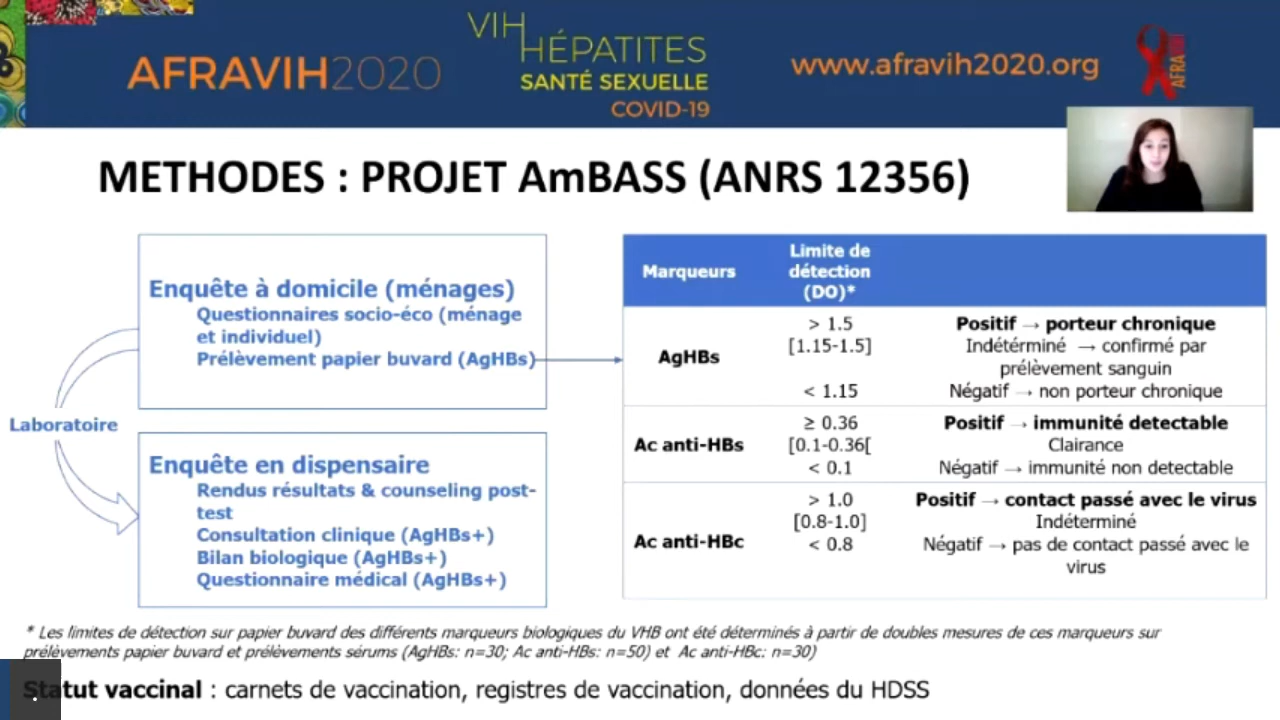 VIH
HÉPATITES
SANTÉ SEXUELLE
COVID-19
AFRAVIH2020
www.afravih2020.org
AFRA
METHODES : PROJET AmBASS (ANRS 12356)
Enquête à domicile (ménages)
Questionnaires socio-éco (ménage
et individuel)
Prélèvement papier buvard (AgHBs)
Laboratoire
Enquête en dispensaire
Rendus résultats & counseling post-
test
Consultation clinique (AgHBs+)
Bilan biologique (AgHBs+)
Questionnaire médical (AgHBs+)
Marqueurs
Limite de
détection
(DO)*
AgHBs
> 1.5 Positif → porteur chronique
[1.15-1.5] Indétérminé → confirmé par
prélèvement sanguin
< 1.15 Négatif → non porteur chronique
Ac anti-HBs
≥ 0.36 Positif → immunité detectable
[0.1-0.36[ Clairance
< 0.1 Négatif → immunité non detectable
Ac anti-HBc
> 1.0 Positif → contact passé avec le virus
[0.8-1.0] Indéterminé
< 0.8 Négatif → pas de contact passé avec le
virus
* Les limites de détection sur papier buvard des différents marqueurs biologiques du VHB ont été déterminés à partir de doubles mesures de ces marqueurs sur
prélèvements papier buvard et prélèvements sérums (AgHBs: n=30; Ac anti-HBs: n=50) et Ac anti-HBc: n=30)
Statut vaccinal : carnets de vaccination, registres de vaccination, données du HDSS